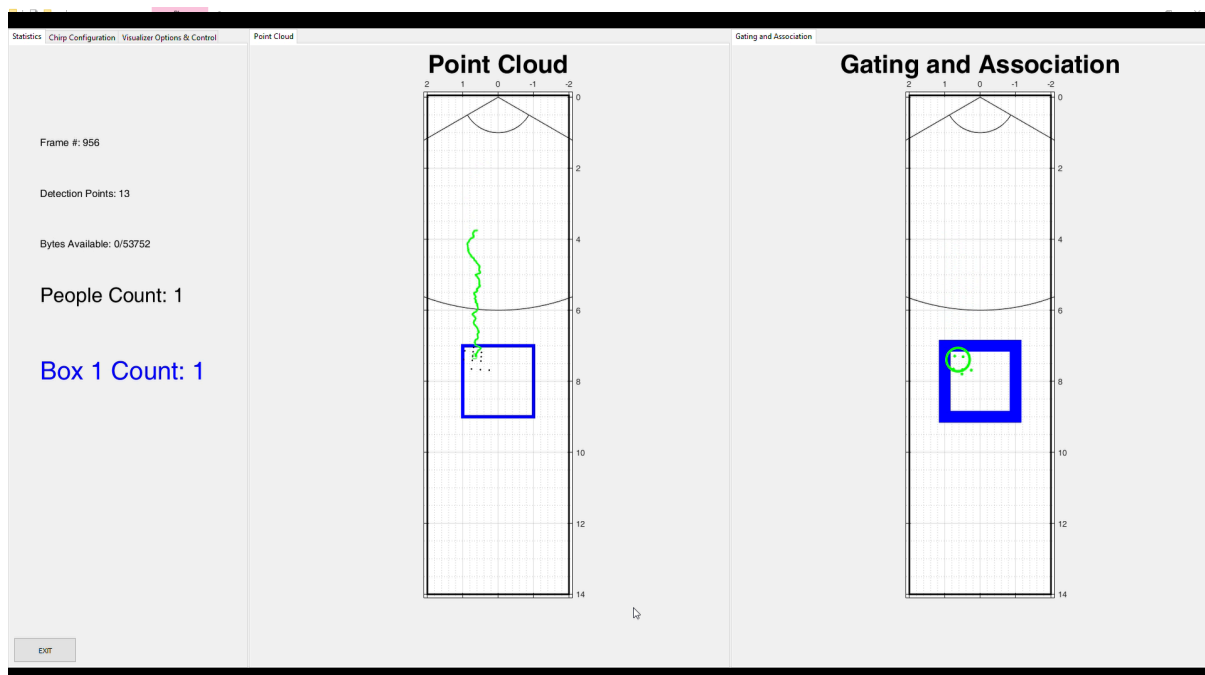 Statistics Chirp Configuration Visualizer Options & Control
Point Cloud
Gating and Association
Point Cloud
Gating and Association
2 1 0 -1 -2
2 1 0 -1 -2
0
2
4
6
8
10
12
14
0
2
4
6
8
10
12
14
Frame #: 956
Detection Points: 13
Bytes Available: 0/53752
People Count: 1
Box 1 Count: 1
EXIT